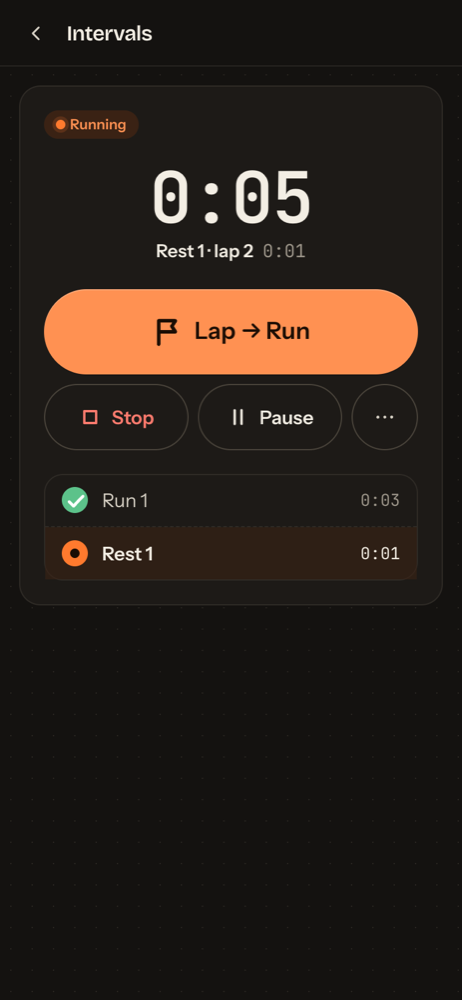 Intervals
Running
0:05
Rest 1 · lap 2 0:01
Lap → Run
Stop
Pause
···
Run 1 0:03
Rest 1 0:01